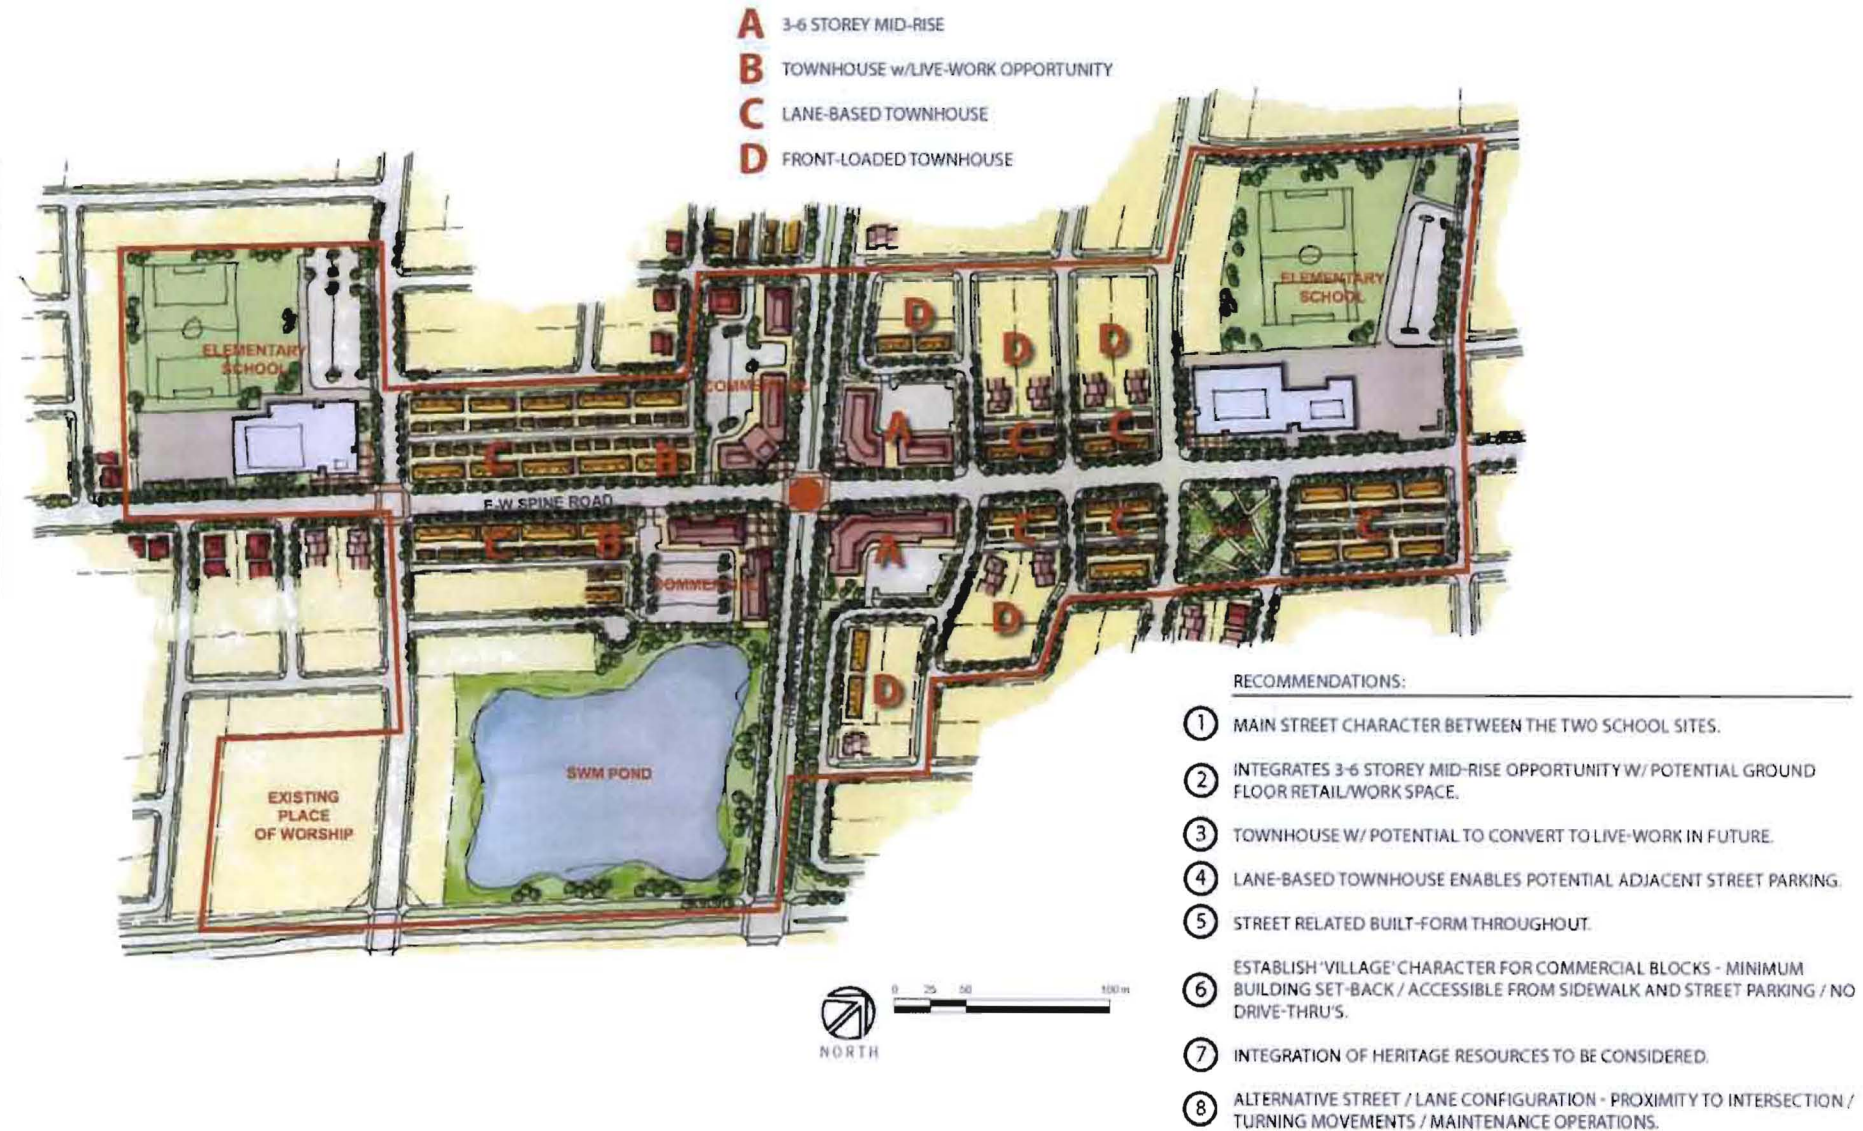 A 3-6 STOREY MID-RISE
B TOWNHOUSE w/LIVE-WORK OPPORTUNITY
C LANE-BASED TOWNHOUSE
D FRONT-LOADED TOWNHOUSE
ELEMENTARY
SCHOOL
ELEMENTARY
SCHOOL
D
D
D
A
C
C
C
B
E-W SPINE ROAD
C
B
A
C
C
C
D
D
SWM POND
EXISTING
PLACE
OF WORSHIP
0 25 50 100 m
NORTH
RECOMMENDATIONS:
1 MAIN STREET CHARACTER BETWEEN THE TWO SCHOOL SITES.
2 INTEGRATES 3-6 STOREY MID-RISE OPPORTUNITY W/ POTENTIAL GROUND
FLOOR RETAIL/WORK SPACE.
3 TOWNHOUSE W/ POTENTIAL TO CONVERT TO LIVE-WORK IN FUTURE.
4 LANE-BASED TOWNHOUSE ENABLES POTENTIAL ADJACENT STREET PARKING.
5 STREET RELATED BUILT-FORM THROUGHOUT.
6 ESTABLISH 'VILLAGE' CHARACTER FOR COMMERCIAL BLOCKS - MINIMUM
BUILDING SET-BACK / ACCESSIBLE FROM SIDEWALK AND STREET PARKING / NO
DRIVE-THRU'S.
7 INTEGRATION OF HERITAGE RESOURCES TO BE CONSIDERED.
8 ALTERNATIVE STREET / LANE CONFIGURATION - PROXIMITY TO INTERSECTION /
TURNING MOVEMENTS / MAINTENANCE OPERATIONS.